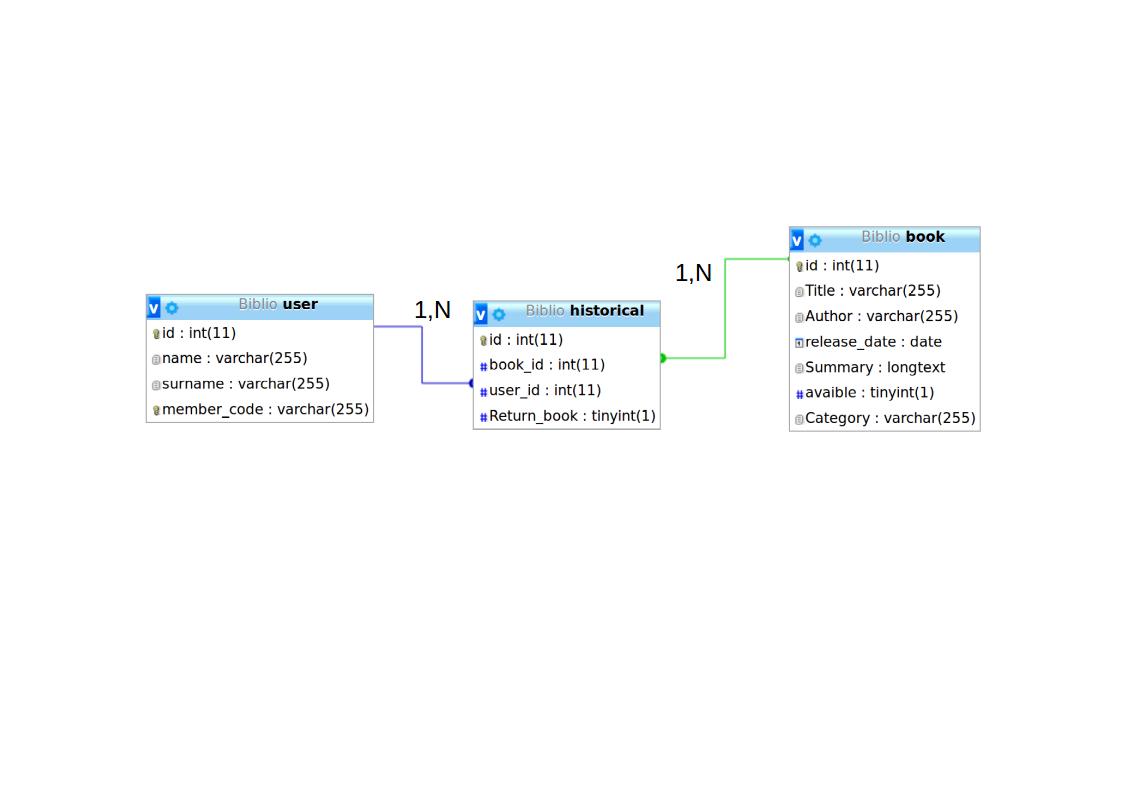 v Biblio user
id : int(11)
name : varchar(255)
surname : varchar(255)
member_code : varchar(255)
1,N
v Biblio historical
id : int(11)
# book_id : int(11)
# user_id : int(11)
# Return_book : tinyint(1)
1,N
v Biblio book
id : int(11)
Title : varchar(255)
Author : varchar(255)
release_date : date
Summary : longtext
# avaible : tinyint(1)
Category : varchar(255)